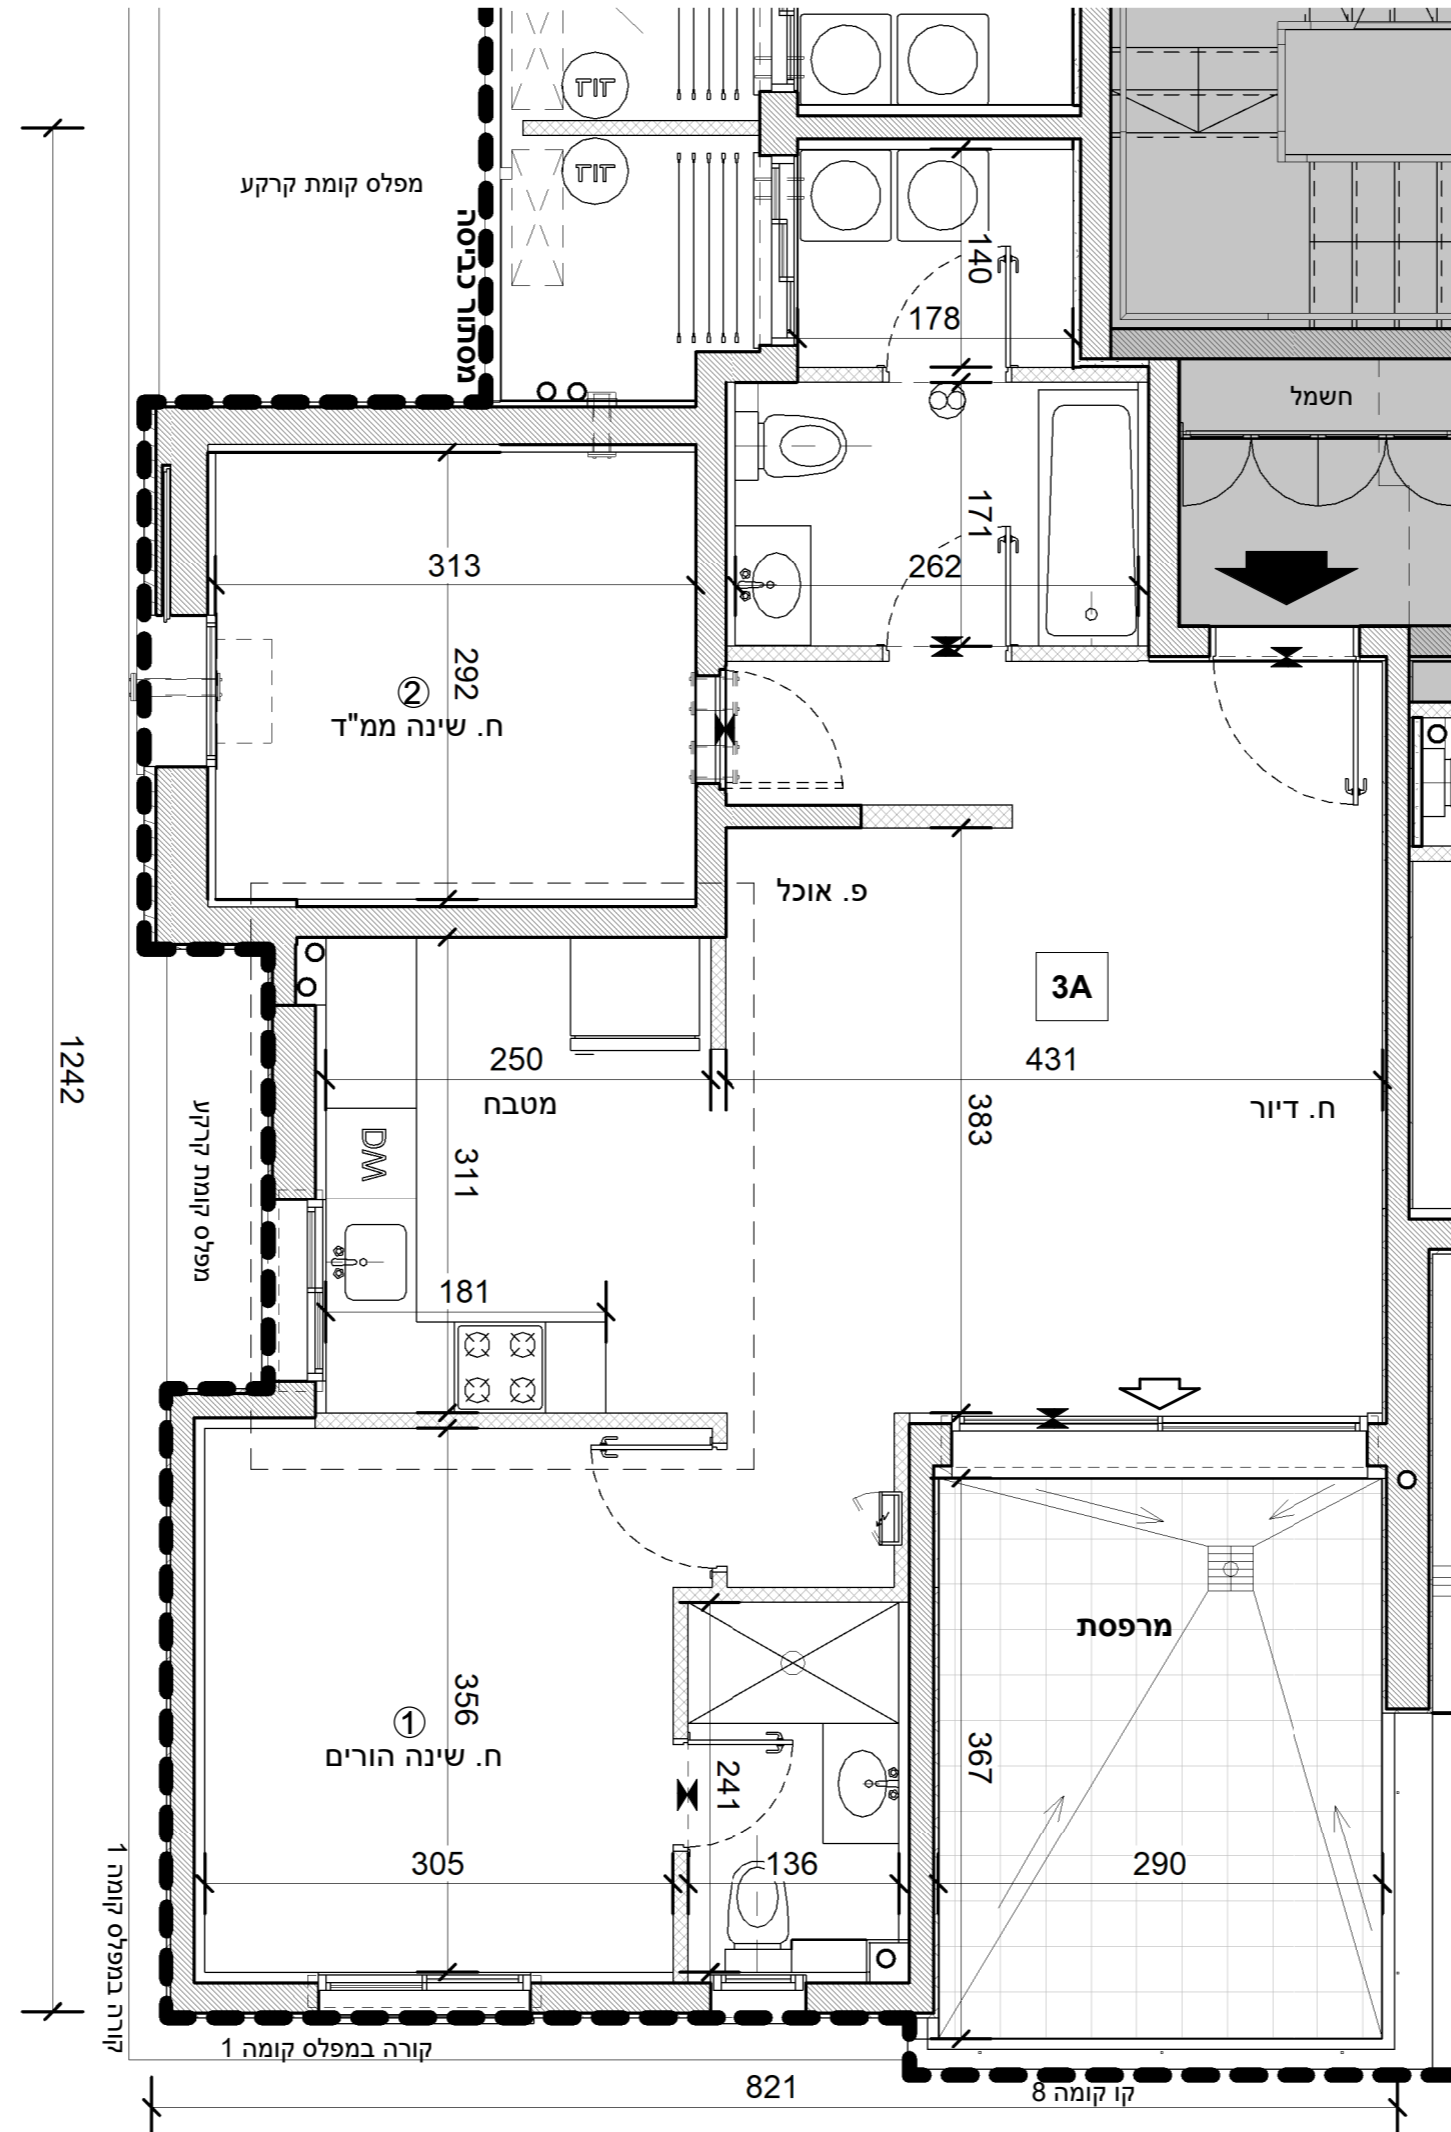 דוד
דוד
מפלס קומת קרקע
מסתור כביסה
140
178
חשמל
171
262
313
292
2
ח. שינה ממ"ד
פ. אוכל
3A
1242
250
מטבח
431
ח. דיור
383
DW
311
מפלס קומת קרקע
181
מרפסת
356
1
ח. שינה הורים
367
241
305
136
290
קורה במפלס קומה 1
קורה במפלס קומה 1
821
קו קומה 8